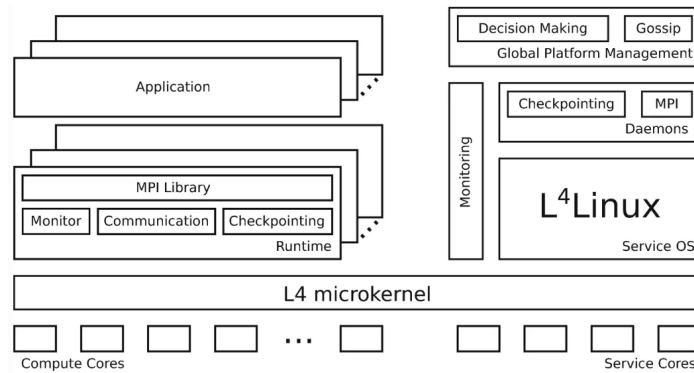 Application
MPI Library
Monitor Communication Checkpointing
Runtime
Decision Making Gossip
Global Platform Management
Monitoring
Checkpointing MPI
Daemons
L⁴Linux
Service OS
L4 microkernel
...
Compute Cores
Service Cores